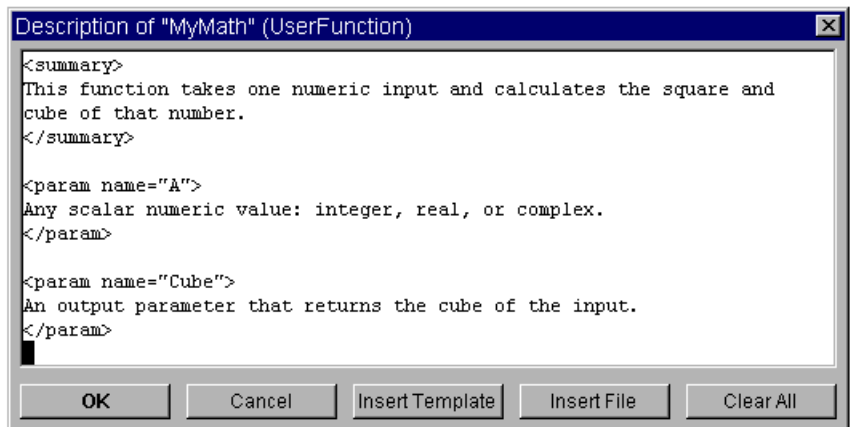 Description of "MyMath" (UserFunction)
<summary>
This function takes one numeric input and calculates the square and
cube of that number.
</summary>
<param name="A">
Any scalar numeric value: integer, real, or complex.
</param>
<param name="Cube">
An output parameter that returns the cube of the input.
</param>
OK Cancel Insert Template Insert File Clear All